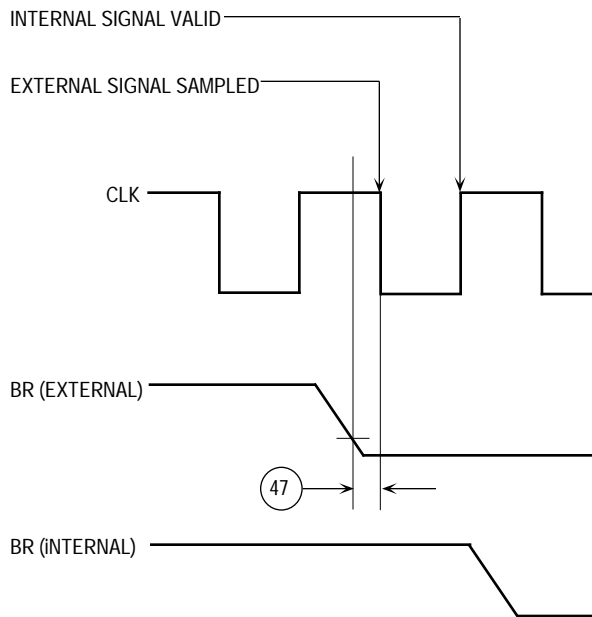 INTERNAL SIGNAL VALID
EXTERNAL SIGNAL SAMPLED
CLK
BR (EXTERNAL)
47
BR (iNTERNAL)